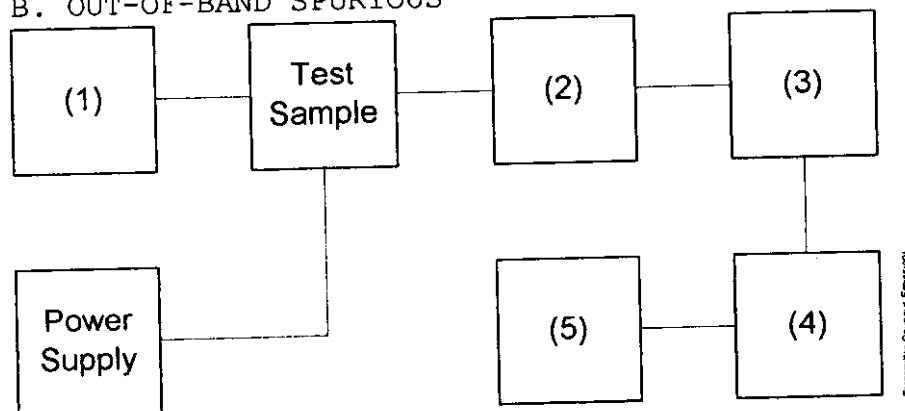 B. OUT-OF-BAND SPURIOUS
(1)
Test
Sample
(2)
(3)
Power
Supply
(5)
(4)